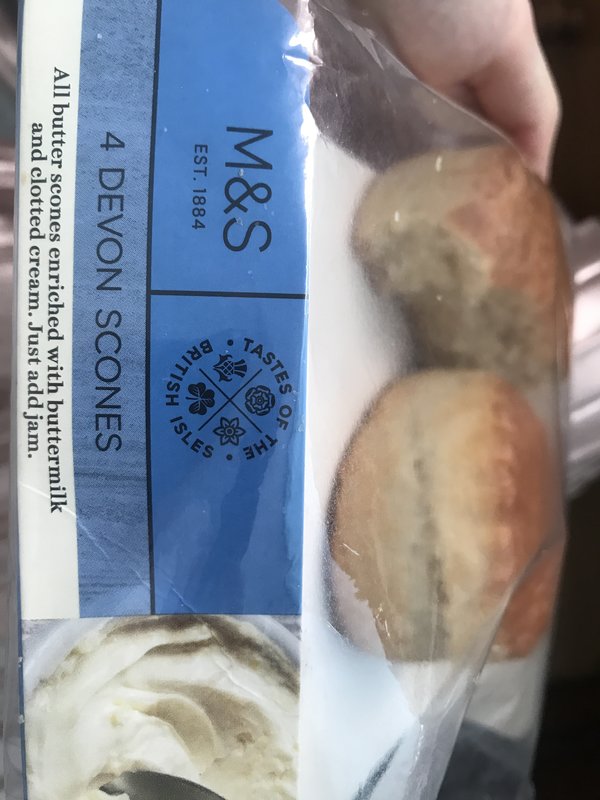 M&S
EST. 1884
TASTES OF THE
BRITISH ISLES
4 DEVON SCONES
All butter scones enriched with buttermilk
and clotted cream. Just add jam.